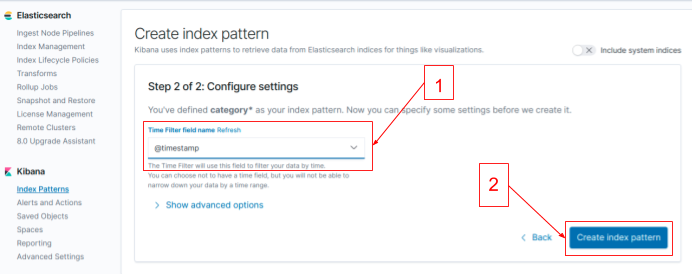 Elasticsearch
Ingest Node Pipelines
Index Management
Index Lifecycle Policies
Transforms
Rollup Jobs
Snapshot and Restore
License Management
Remote Clusters
8.0 Upgrade Assistant
Kibana
Index Patterns
Alerts and Actions
Saved Objects
Spaces
Reporting
Advanced Settings
Create index pattern
Kibana uses index patterns to retrieve data from Elasticsearch indices for things like visualizations.
Include system indices
Step 2 of 2: Configure settings
1
You've defined category* as your index pattern. Now you can specify some settings before we create it.
Time Filter field name Refresh
@timestamp
The Time Filter will use this field to filter your data by time.
You can choose not to have a time field, but you will not be able to
narrow down your data by a time range.
Show advanced options
2
Back
Create index pattern